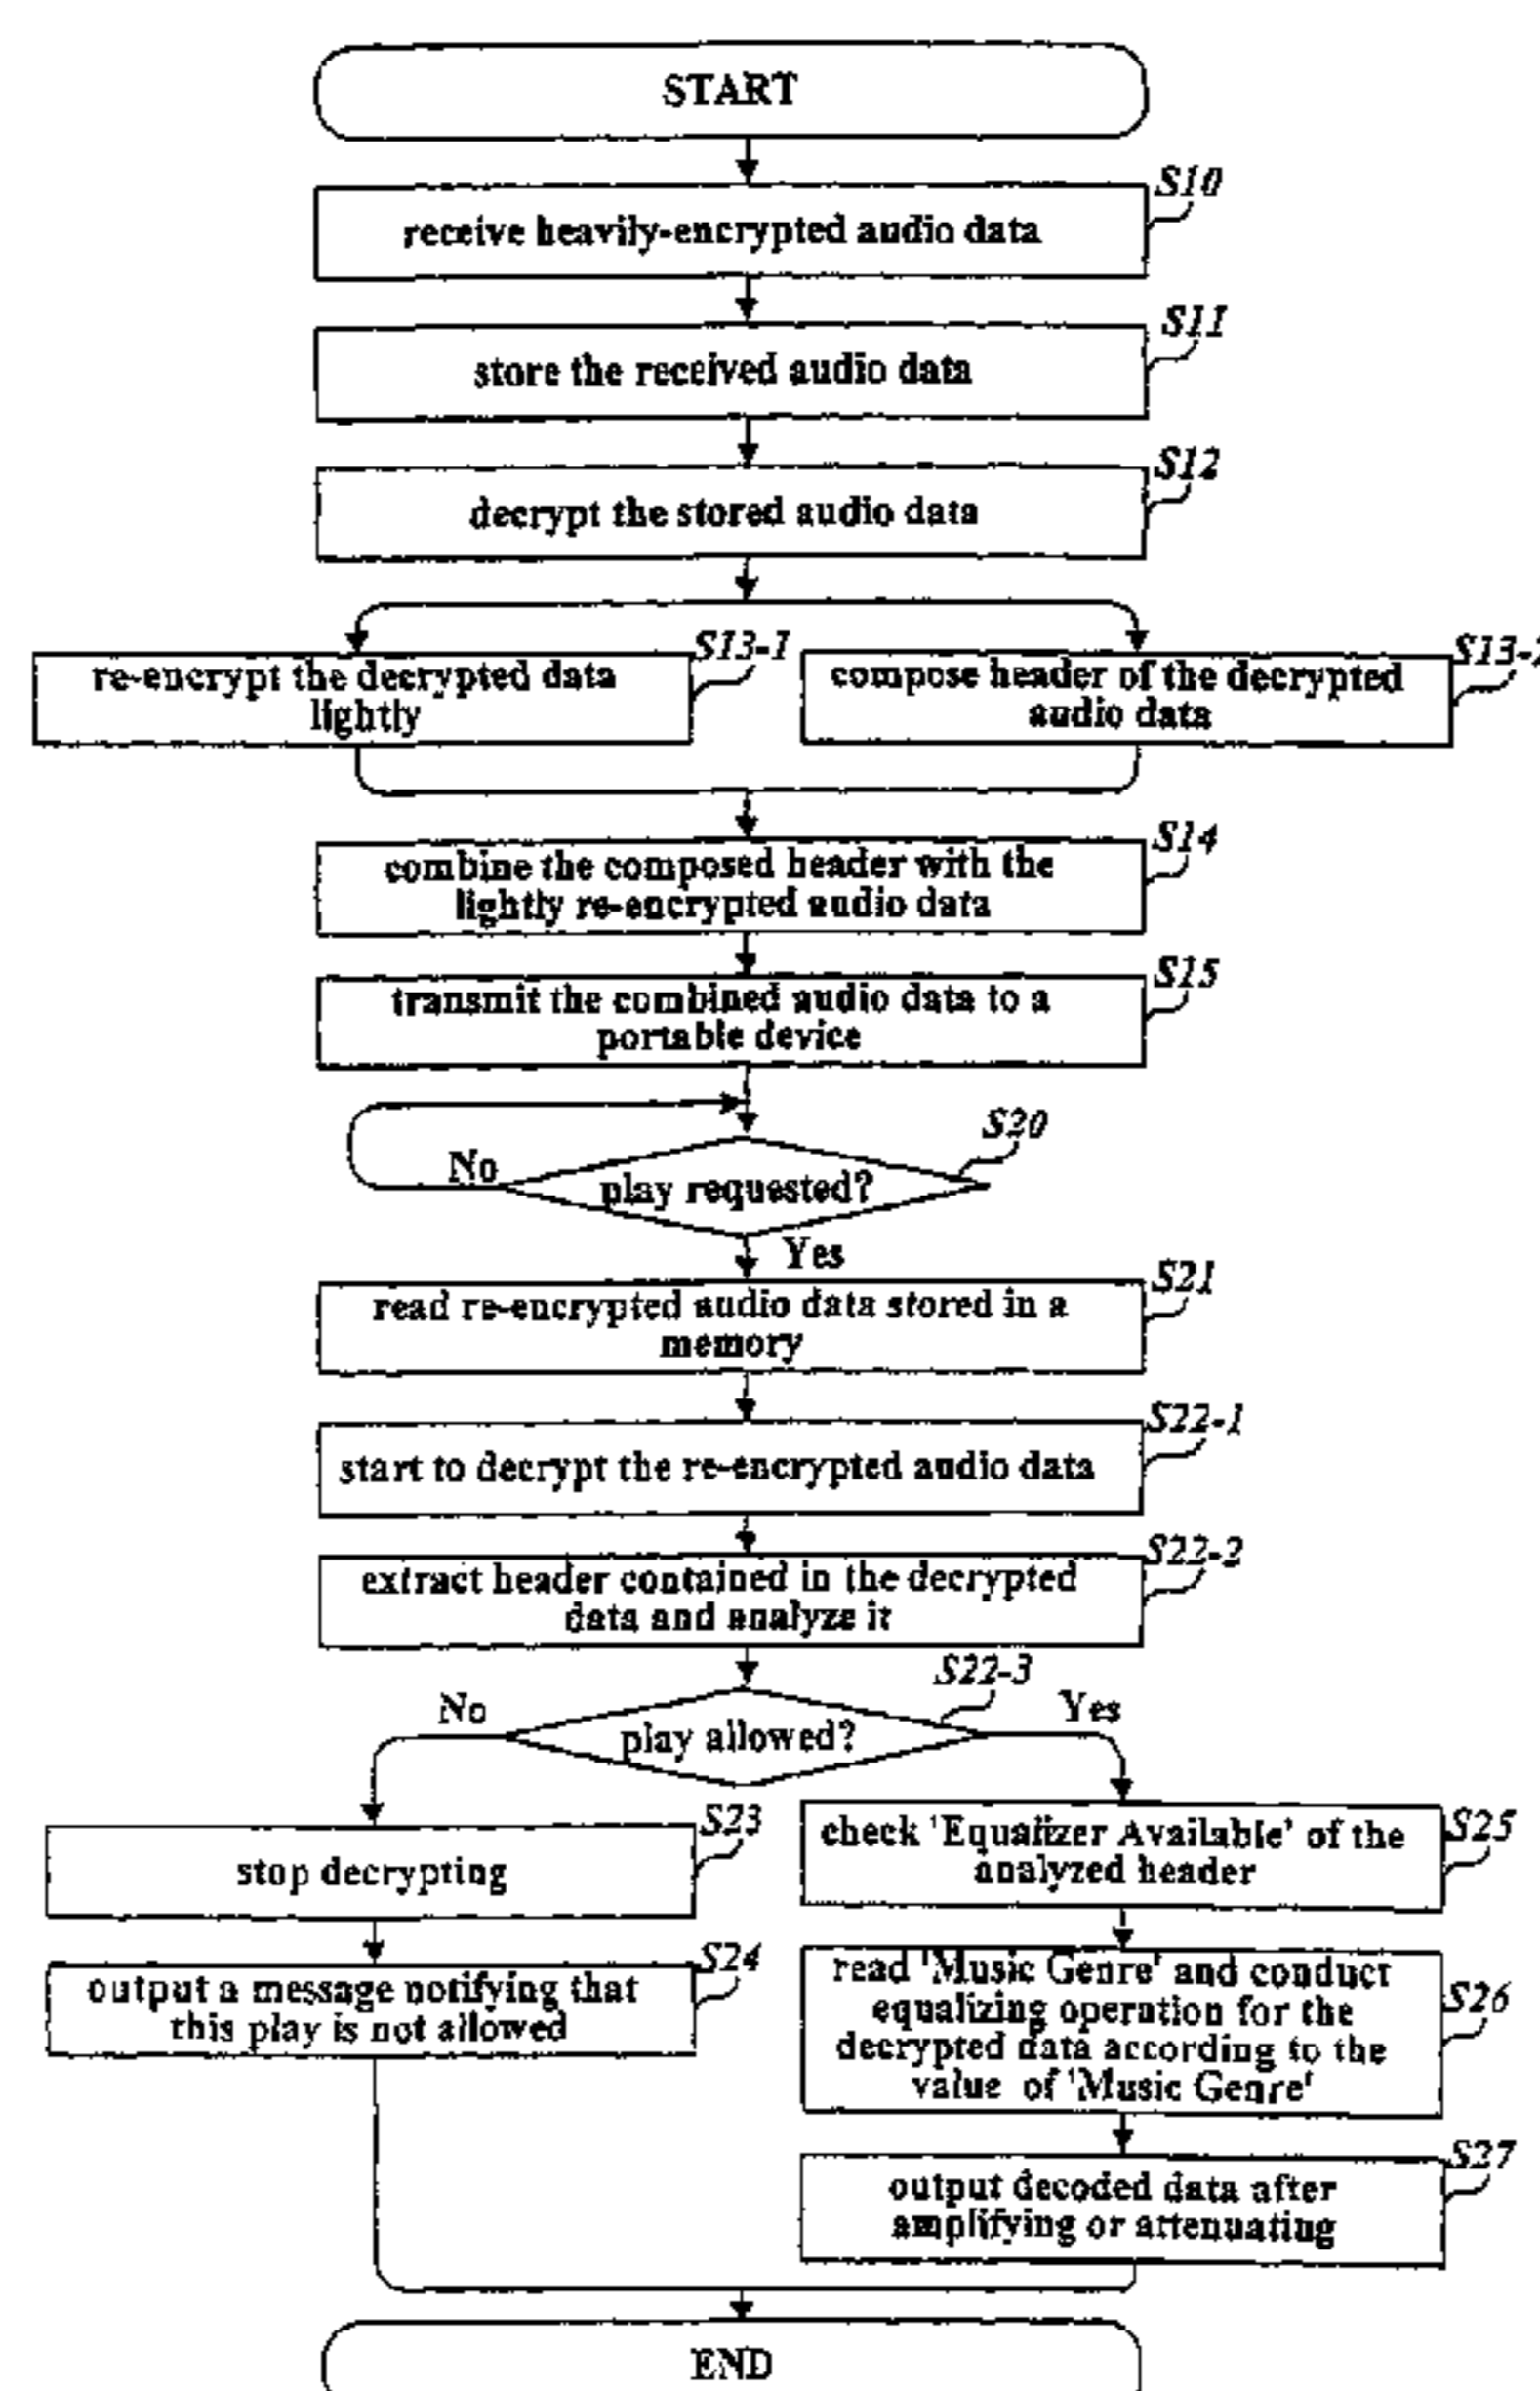 START
S10
receive heavily-encrypted audio data
S11
store the received audio data
S12
decrypt the stored audio data
S13-1
re-encrypt the decrypted data
lightly
S13-2
compose header of the decrypted
audio data
S14
combine the composed header with the
lightly re-encrypted audio data
S15
transmit the combined audio data to a
portable device
S20
No
play requested?
Yes
S21
read re-encrypted audio data stored in a
memory
S22-1
start to decrypt the re-encrypted audio data
S22-2
extract header contained in the decrypted
data and analyze it
S22-3
No
play allowed?
Yes
S23
stop decrypting
S24
output a message notifying that
this play is not allowed
S25
check 'Equalizer Available' of the
analyzed header
S26
read 'Music Genre' and conduct
equalizing operation for the
decrypted data according to the
value of 'Music Genre'
S27
output decoded data after
amplifying or attenuating
END